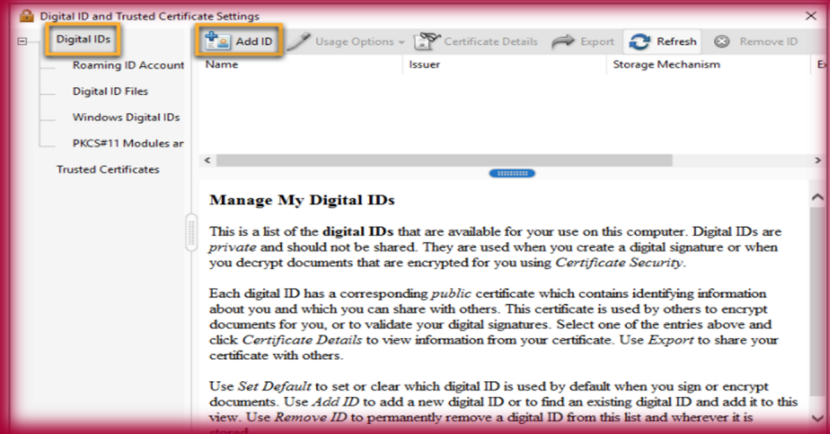 Digital ID and Trusted Certificate Settings
Digital IDs
Add ID
Usage Options
Certificate Details
Export
Refresh
Remove ID
Roaming ID Account
Digital ID Files
Windows Digital IDs
PKCS#11 Modules ar
Trusted Certificates
Name
Issuer
Storage Mechanism
Manage My Digital IDs
This is a list of the digital IDs that are available for your use on this computer. Digital IDs are
private and should not be shared. They are used when you create a digital signature or when
you decrypt documents that are encrypted for you using Certificate Security.
Each digital ID has a corresponding public certificate which contains identifying information
about you and which you can share with others. This certificate is used by others to encrypt
documents for you, or to validate your digital signatures. Select one of the entries above and
click Certificate Details to view information from your certificate. Use Export to share your
certificate with others.
Use Set Default to set or clear which digital ID is used by default when you sign or encrypt
documents. Use Add ID to add a new digital ID or to find an existing digital ID and add it to this
view. Use Remove ID to permanently remove a digital ID from this list and wherever it is
stored